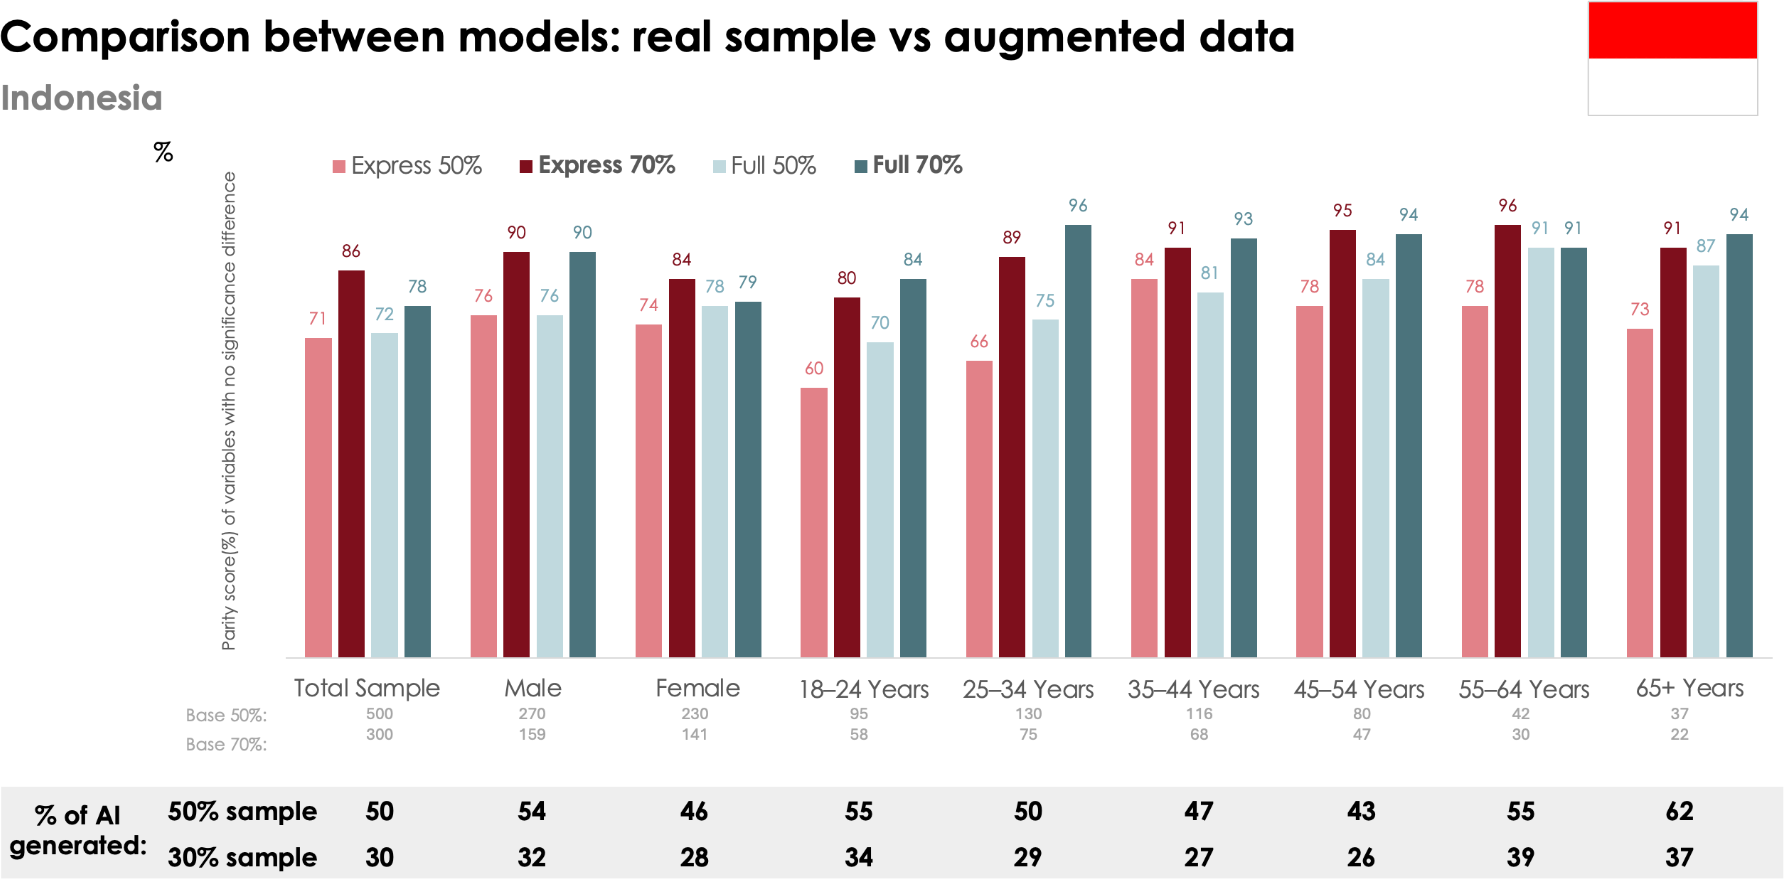 Comparison between models: real sample vs augmented data
Indonesia
%
Parity score(%) of variables with no significance difference
Express 50% Express 70% Full 50% Full 70%
71 86 72 78
76 90 76 90
74 84 78 79
60 80 70 84
66 89 75 96
84 91 81 93
78 95 84 94
78 96 91 91
73 91 87 94
Total Sample Male Female 18–24 Years 25–34 Years 35–44 Years 45–54 Years 55–64 Years 65+ Years
Base 50%: 500 270 230 95 130 116 80 42 37
Base 70%: 300 159 141 58 75 68 47 30 22
% of AI generated:
50% sample 50 54 46 55 50 47 43 55 62
30% sample 30 32 28 34 29 27 26 39 37